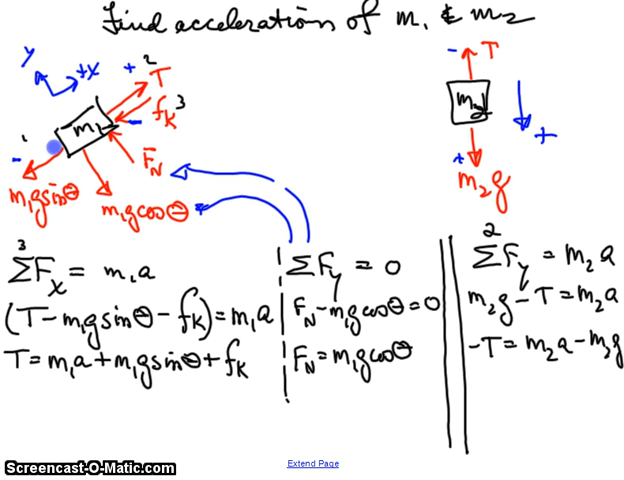 Find accelerations of m₁ & m₂
y
+x
+
2
T
fk
3
-
m₁
FN
1
-
m₁gsinθ
m₁gcosθ
-
T
m₂
+
+
m₂g
3
ΣFx = m₁a
(T-m₁gsinθ-fk)=m₁a
T=m₁a+m₁gsinθ+fk
ΣFy = 0
FN-m₁gcosθ=0
FN=m₁gcosθ
2
ΣFy = m₂a
m₂g-T=m₂a
-T=m₂a-m₂g
Extend Page
Screencast-O-Matic.com